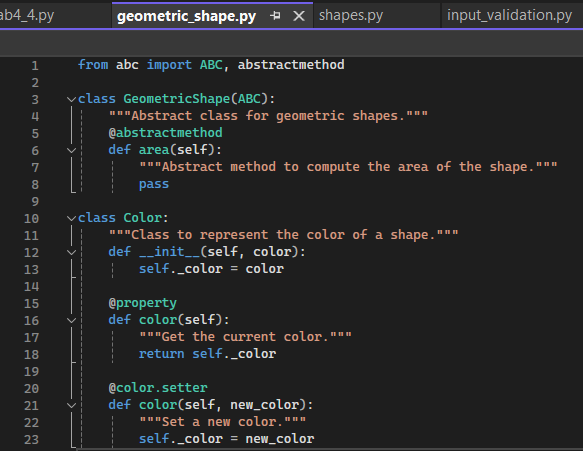 ab4_4.py geometric_shape.py shapes.py input_validation.py
1 from abc import ABC, abstractmethod
2
3 class GeometricShape(ABC):
4     """Abstract class for geometric shapes."""
5     @abstractmethod
6     def area(self):
7         """Abstract method to compute the area of the shape."""
8         pass
9
10 class Color:
11     """Class to represent the color of a shape."""
12     def __init__(self, color):
13         self._color = color
14
15     @property
16     def color(self):
17         """Get the current color."""
18         return self._color
19
20     @color.setter
21     def color(self, new_color):
22         """Set a new color."""
23         self._color = new_color